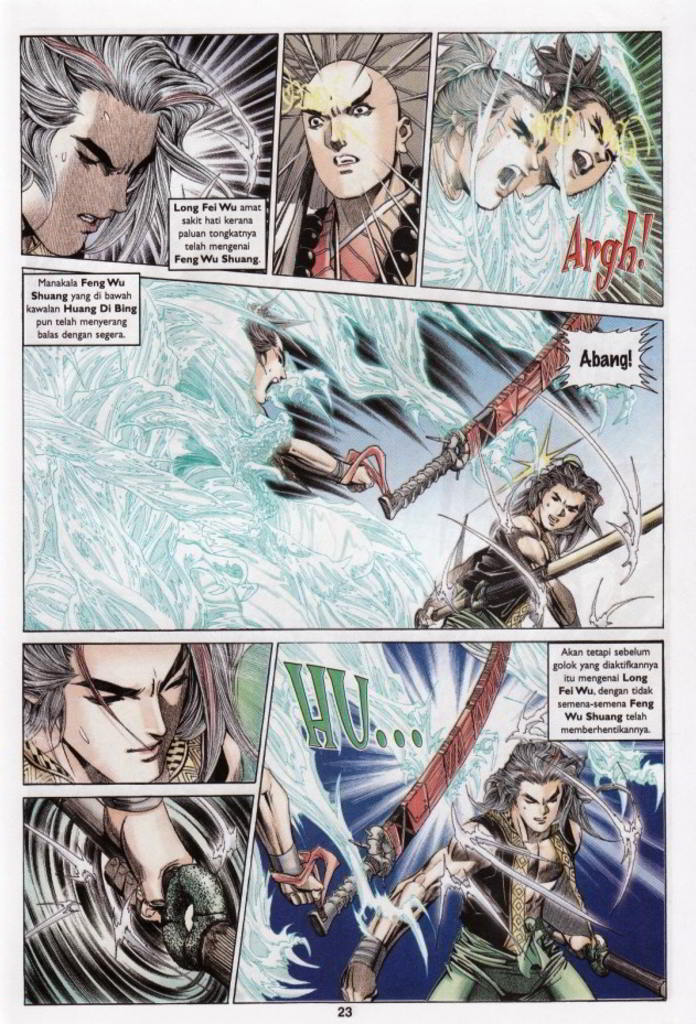 Long Fei Wu amat
sakit hati kerana
paluan tongkatnya
telah mengenai
Feng Wu Shuang.
Argh!
Manakala Feng Wu
Shuang yang di bawah
kawalan Huang Di Bing
pun telah menyerang
balas dengan segera.
Abang!
HU...
Akan tetapi sebelum
golok yang diaktifkannya
itu mengenai Long
Fei Wu, dengan tidak
semena-semena Feng
Wu Shuang telah
memberhentikannya.
23